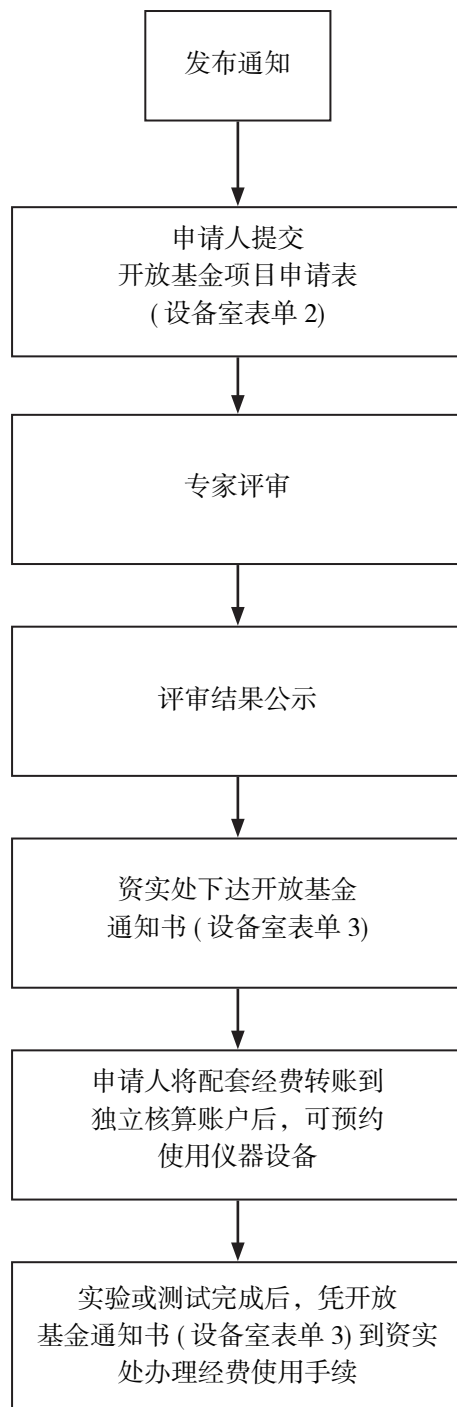 发布通知
申请人提交
开放基金项目申请表
(设备室表单 2)
专家评审
评审结果公示
资实处下达开放基金
通知书 (设备室表单 3)
申请人将配套经费转账到
独立核算账户后，可预约
使用仪器设备
实验或测试完成后，凭开放
基金通知书 (设备室表单 3) 到资实
处办理经费使用手续